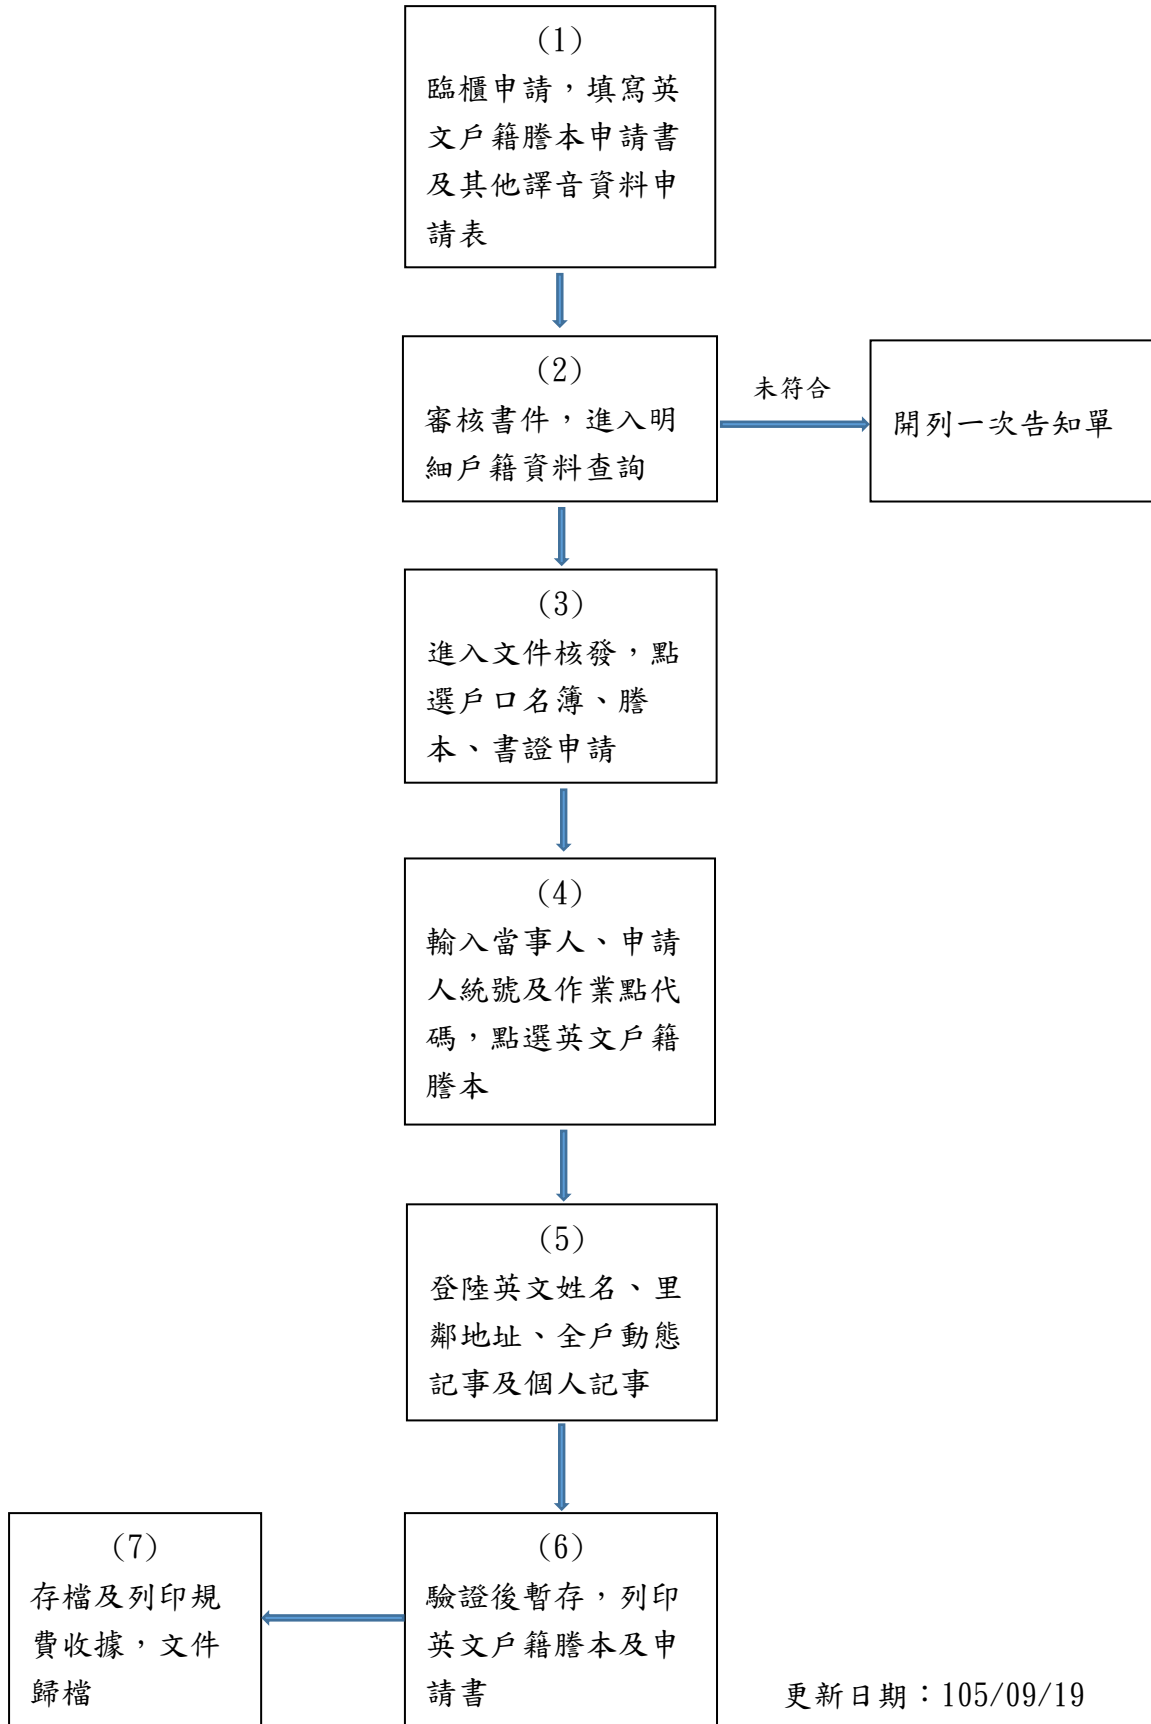 (1)
臨櫃申請，填寫英
文戶籍謄本申請書
及其他譯音資料申
請表
(2)
審核書件，進入明
細戶籍資料查詢
未符合
開列一次告知單
(3)
進入文件核發，點
選戶口名簿、謄
本、書證申請
(4)
輸入當事人、申請
人統號及作業點代
碼，點選英文戶籍
謄本
(5)
登陸英文姓名、里
鄰地址、全戶動態
記事及個人記事
(6)
驗證後暫存，列印
英文戶籍謄本及申
請書
(7)
存檔及列印規
費收據，文件
歸檔
更新日期：105/09/19